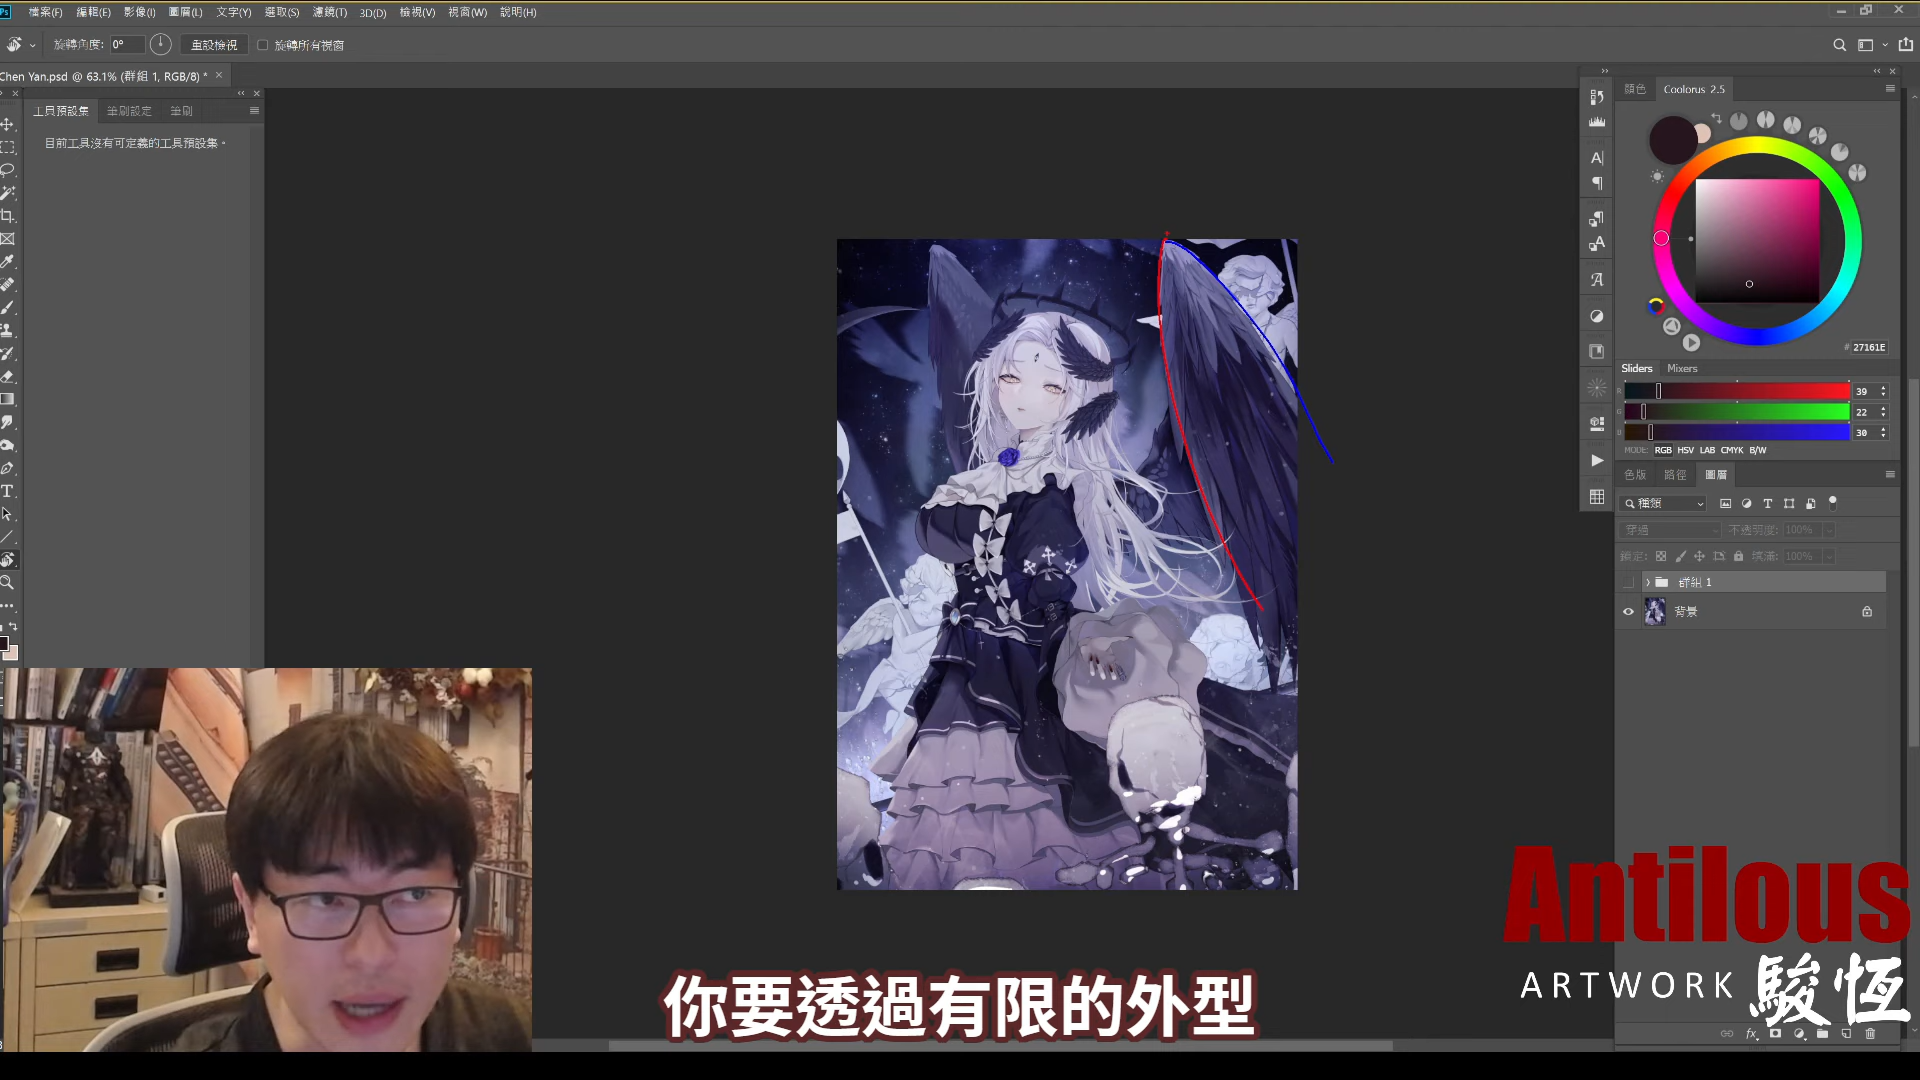 檔案(F) 編輯(E) 影像(I) 圖層(L) 文字(Y) 選取(S) 濾鏡(T) 3D(D) 檢視(V) 視窗(W) 說明(H)
旋轉角度: 0° 重設檢視 旋轉所有視窗
Chen Yan.psd @ 63.1% (群組 1, RGB/8) *
工具預設集 筆刷設定 筆刷
目前工具沒有可定義的工具預設集。
顏色 Coolorus 2.5
# 27161E
Sliders Mixers
R 39
G 22
B 30
MODE: RGB HSV LAB CMYK B/W
色版 路徑 圖層
種類
穿過 不透明度: 100%
鎖定: 填滿: 100%
群組 1
背景
Antilous
ARTWORK 駿恆
你要透過有限的外型